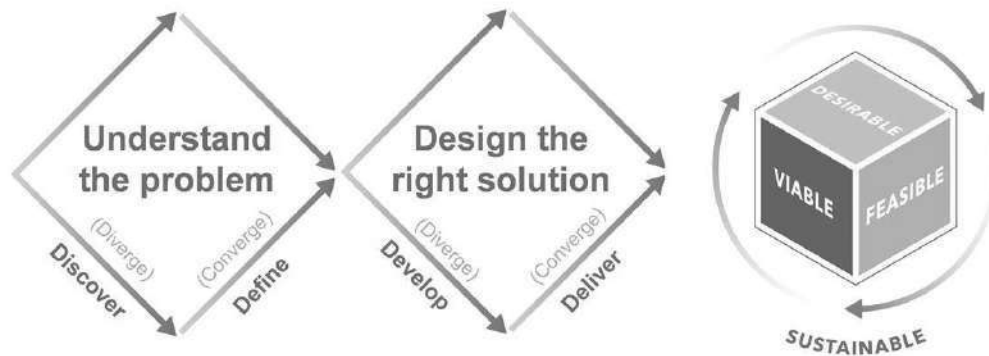 Understand
the problem
(Diverge)
Discover
(Converge)
Define
Design the
right solution
(Diverge)
Develop
(Converge)
Deliver
DESIRABLE
VIABLE
FEASIBLE
SUSTAINABLE